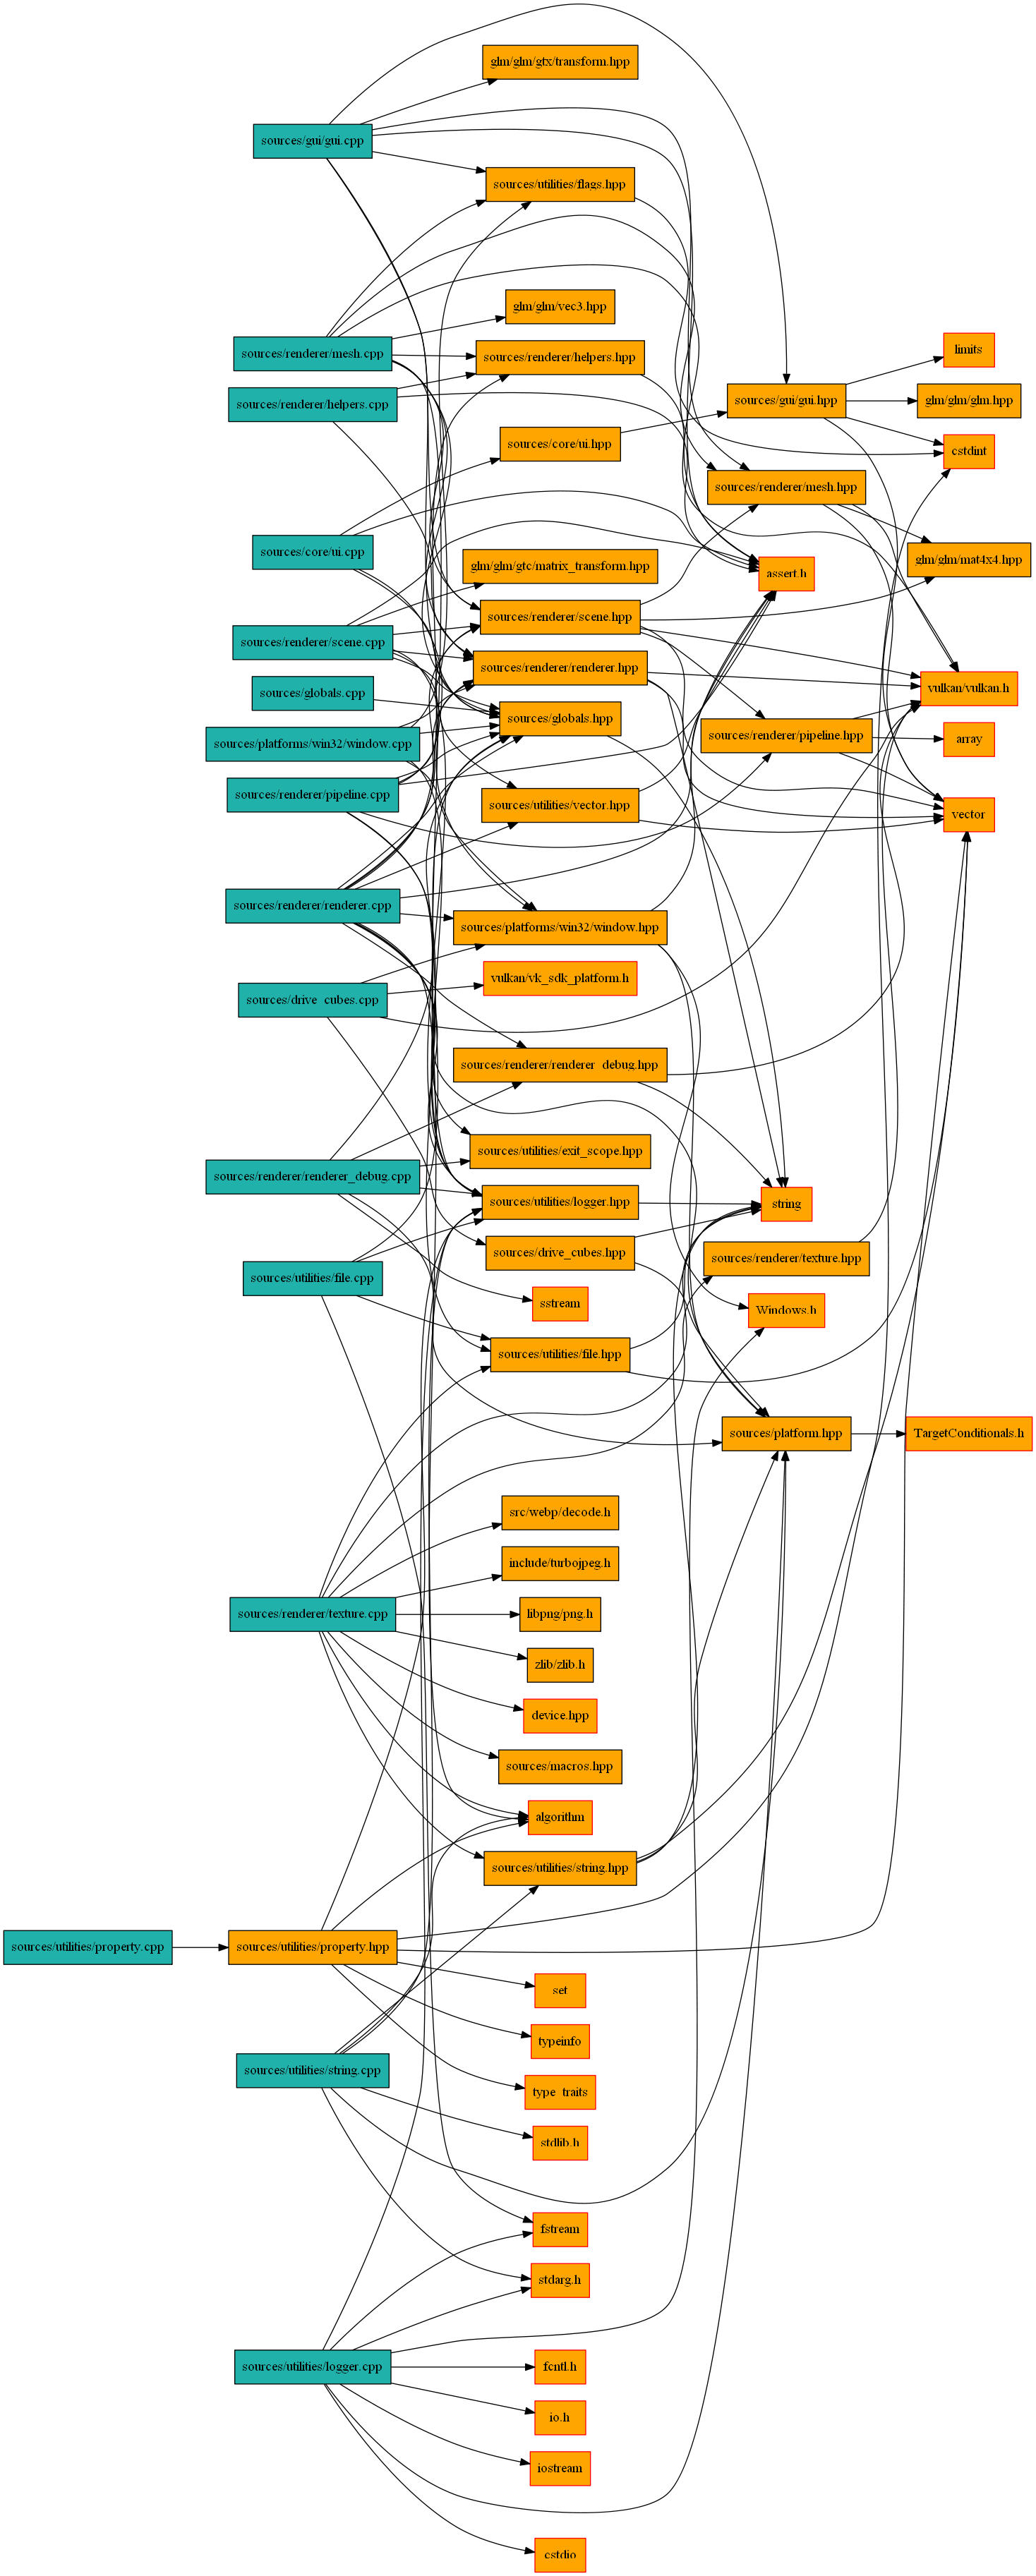 glm/glm/gtx/transform.hpp
sources/gui/gui.cpp
sources/utilities/flags.hpp
glm/glm/vec3.hpp
sources/renderer/mesh.cpp
sources/renderer/helpers.hpp
limits
sources/renderer/helpers.cpp
sources/gui/gui.hpp
glm/glm/glm.hpp
sources/core/ui.hpp
cstdint
sources/renderer/mesh.hpp
sources/core/ui.cpp
glm/glm/gtc/matrix_transform.hpp
assert.h
glm/glm/mat4x4.hpp
sources/renderer/scene.hpp
sources/renderer/scene.cpp
sources/renderer/renderer.hpp
sources/globals.cpp
vulkan/vulkan.h
sources/globals.hpp
sources/platforms/win32/window.cpp
sources/renderer/pipeline.hpp
array
sources/renderer/pipeline.cpp
sources/utilities/vector.hpp
vector
sources/renderer/renderer.cpp
sources/platforms/win32/window.hpp
vulkan/vk_sdk_platform.h
sources/drive_cubes.cpp
sources/renderer/renderer_debug.hpp
sources/utilities/exit_scope.hpp
sources/renderer/renderer_debug.cpp
sources/utilities/logger.hpp
string
sources/drive_cubes.hpp
sources/renderer/texture.hpp
sources/utilities/file.cpp
sstream
Windows.h
sources/utilities/file.hpp
sources/platform.hpp
TargetConditionals.h
src/webp/decode.h
include/turbojpeg.h
sources/renderer/texture.cpp
libpng/png.h
zlib/zlib.h
device.hpp
sources/macros.hpp
algorithm
sources/utilities/string.hpp
sources/utilities/property.cpp
sources/utilities/property.hpp
set
typeinfo
sources/utilities/string.cpp
type_traits
stdlib.h
fstream
stdarg.h
sources/utilities/logger.cpp
fcntl.h
io.h
iostream
cstdio